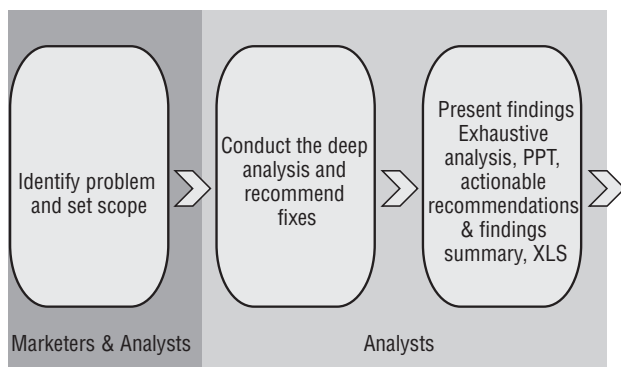 Identify problem
and set scope
Conduct the deep
analysis and
recommend
fixes
Present findings
Exhaustive
analysis, PPT,
actionable
recommendations
& findings
summary, XLS
Marketers & Analysts
Analysts